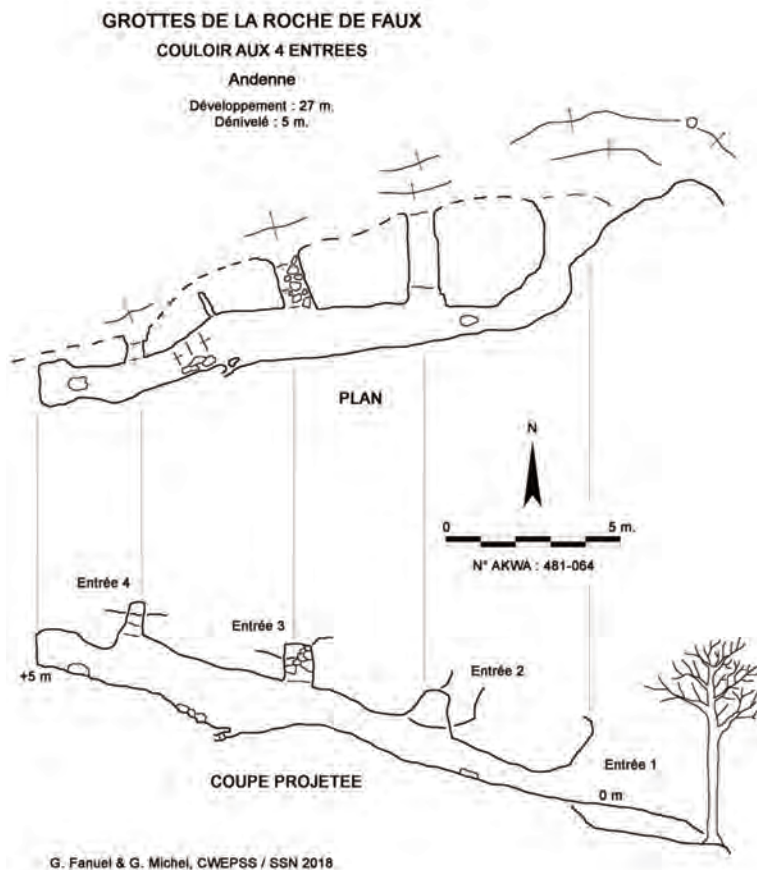 GROTTES DE LA ROCHE DE FAUX
COULOIR AUX 4 ENTREES
Andenne
Développement : 27 m.
Dénivelé : 5 m.
PLAN
N
0 5 m.
N° AKWA : 481-064
Entrée 4
Entrée 3
Entrée 2
+5 m
Entrée 1
0 m
COUPE PROJETEE
G. Fanuel & G. Michel, CWEPSS / SSN 2018